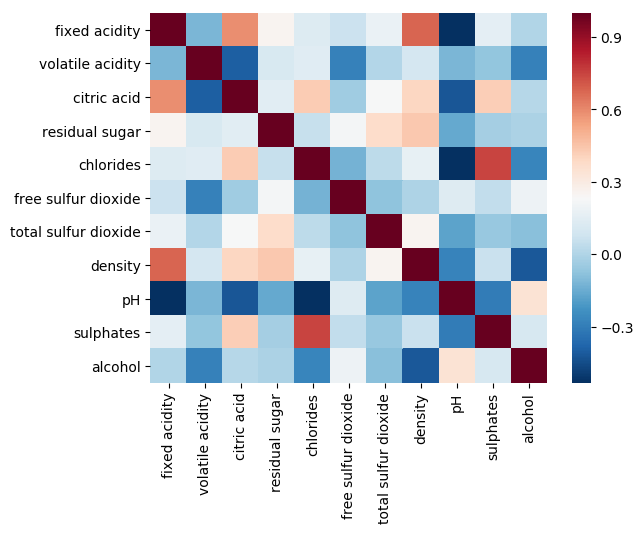 fixed acidity
volatile acidity
citric acid
residual sugar
chlorides
free sulfur dioxide
total sulfur dioxide
density
pH
sulphates
alcohol
fixed acidity
volatile acidity
citric acid
residual sugar
chlorides
free sulfur dioxide
total sulfur dioxide
density
pH
sulphates
alcohol
0.9
0.6
0.3
0.0
−0.3